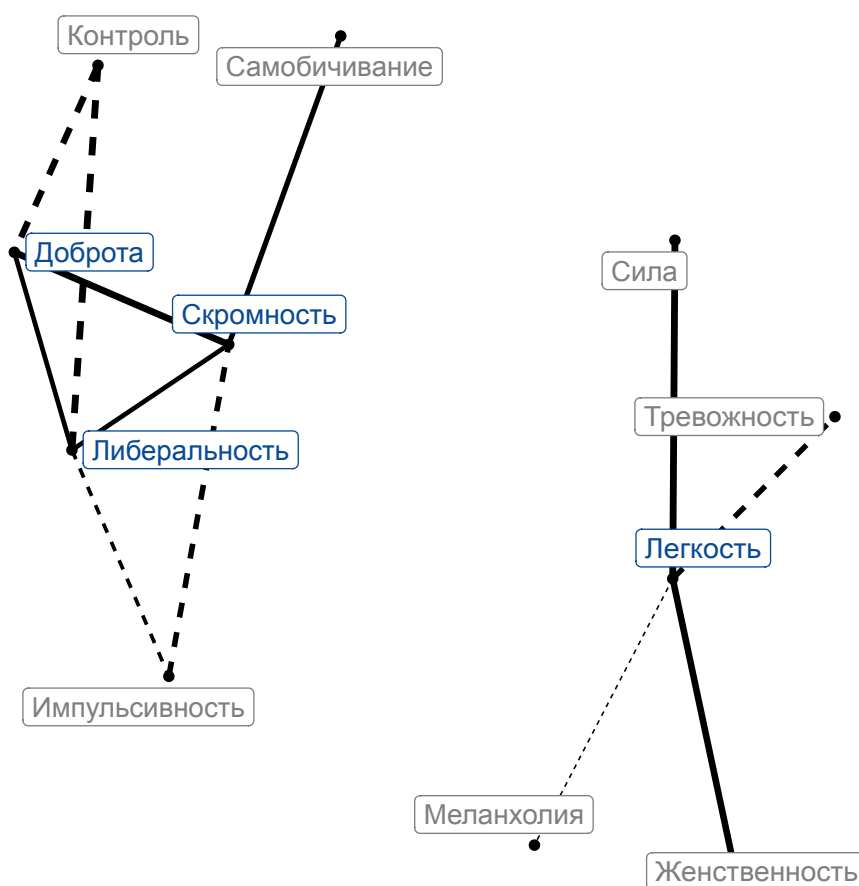 Контроль
Самобичивание
Доброта
Сила
Скромность
Тревожность
Либеральность
Легкость
Импульсивность
Меланхолия
Женственность